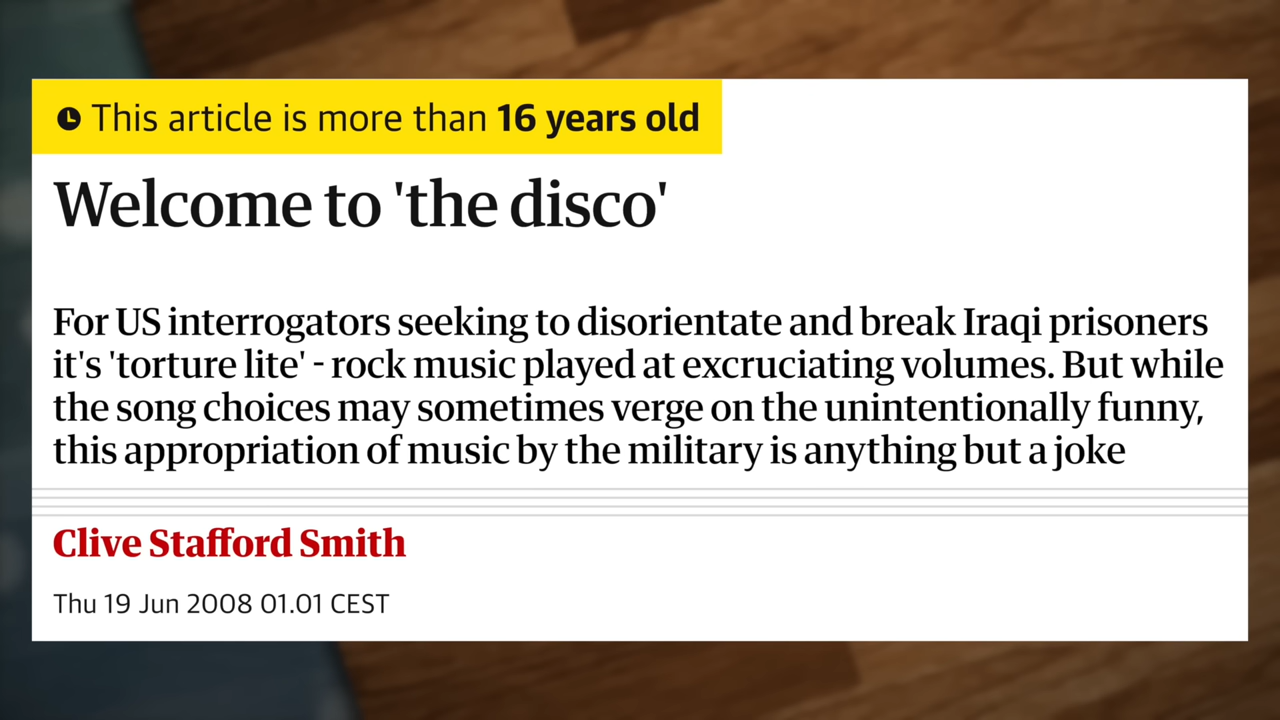 This article is more than 16 years old
Welcome to 'the disco'
For US interrogators seeking to disorientate and break Iraqi prisoners
it's 'torture lite' - rock music played at excruciating volumes. But while
the song choices may sometimes verge on the unintentionally funny,
this appropriation of music by the military is anything but a joke
Clive Stafford Smith
Thu 19 Jun 2008 01.01 CEST